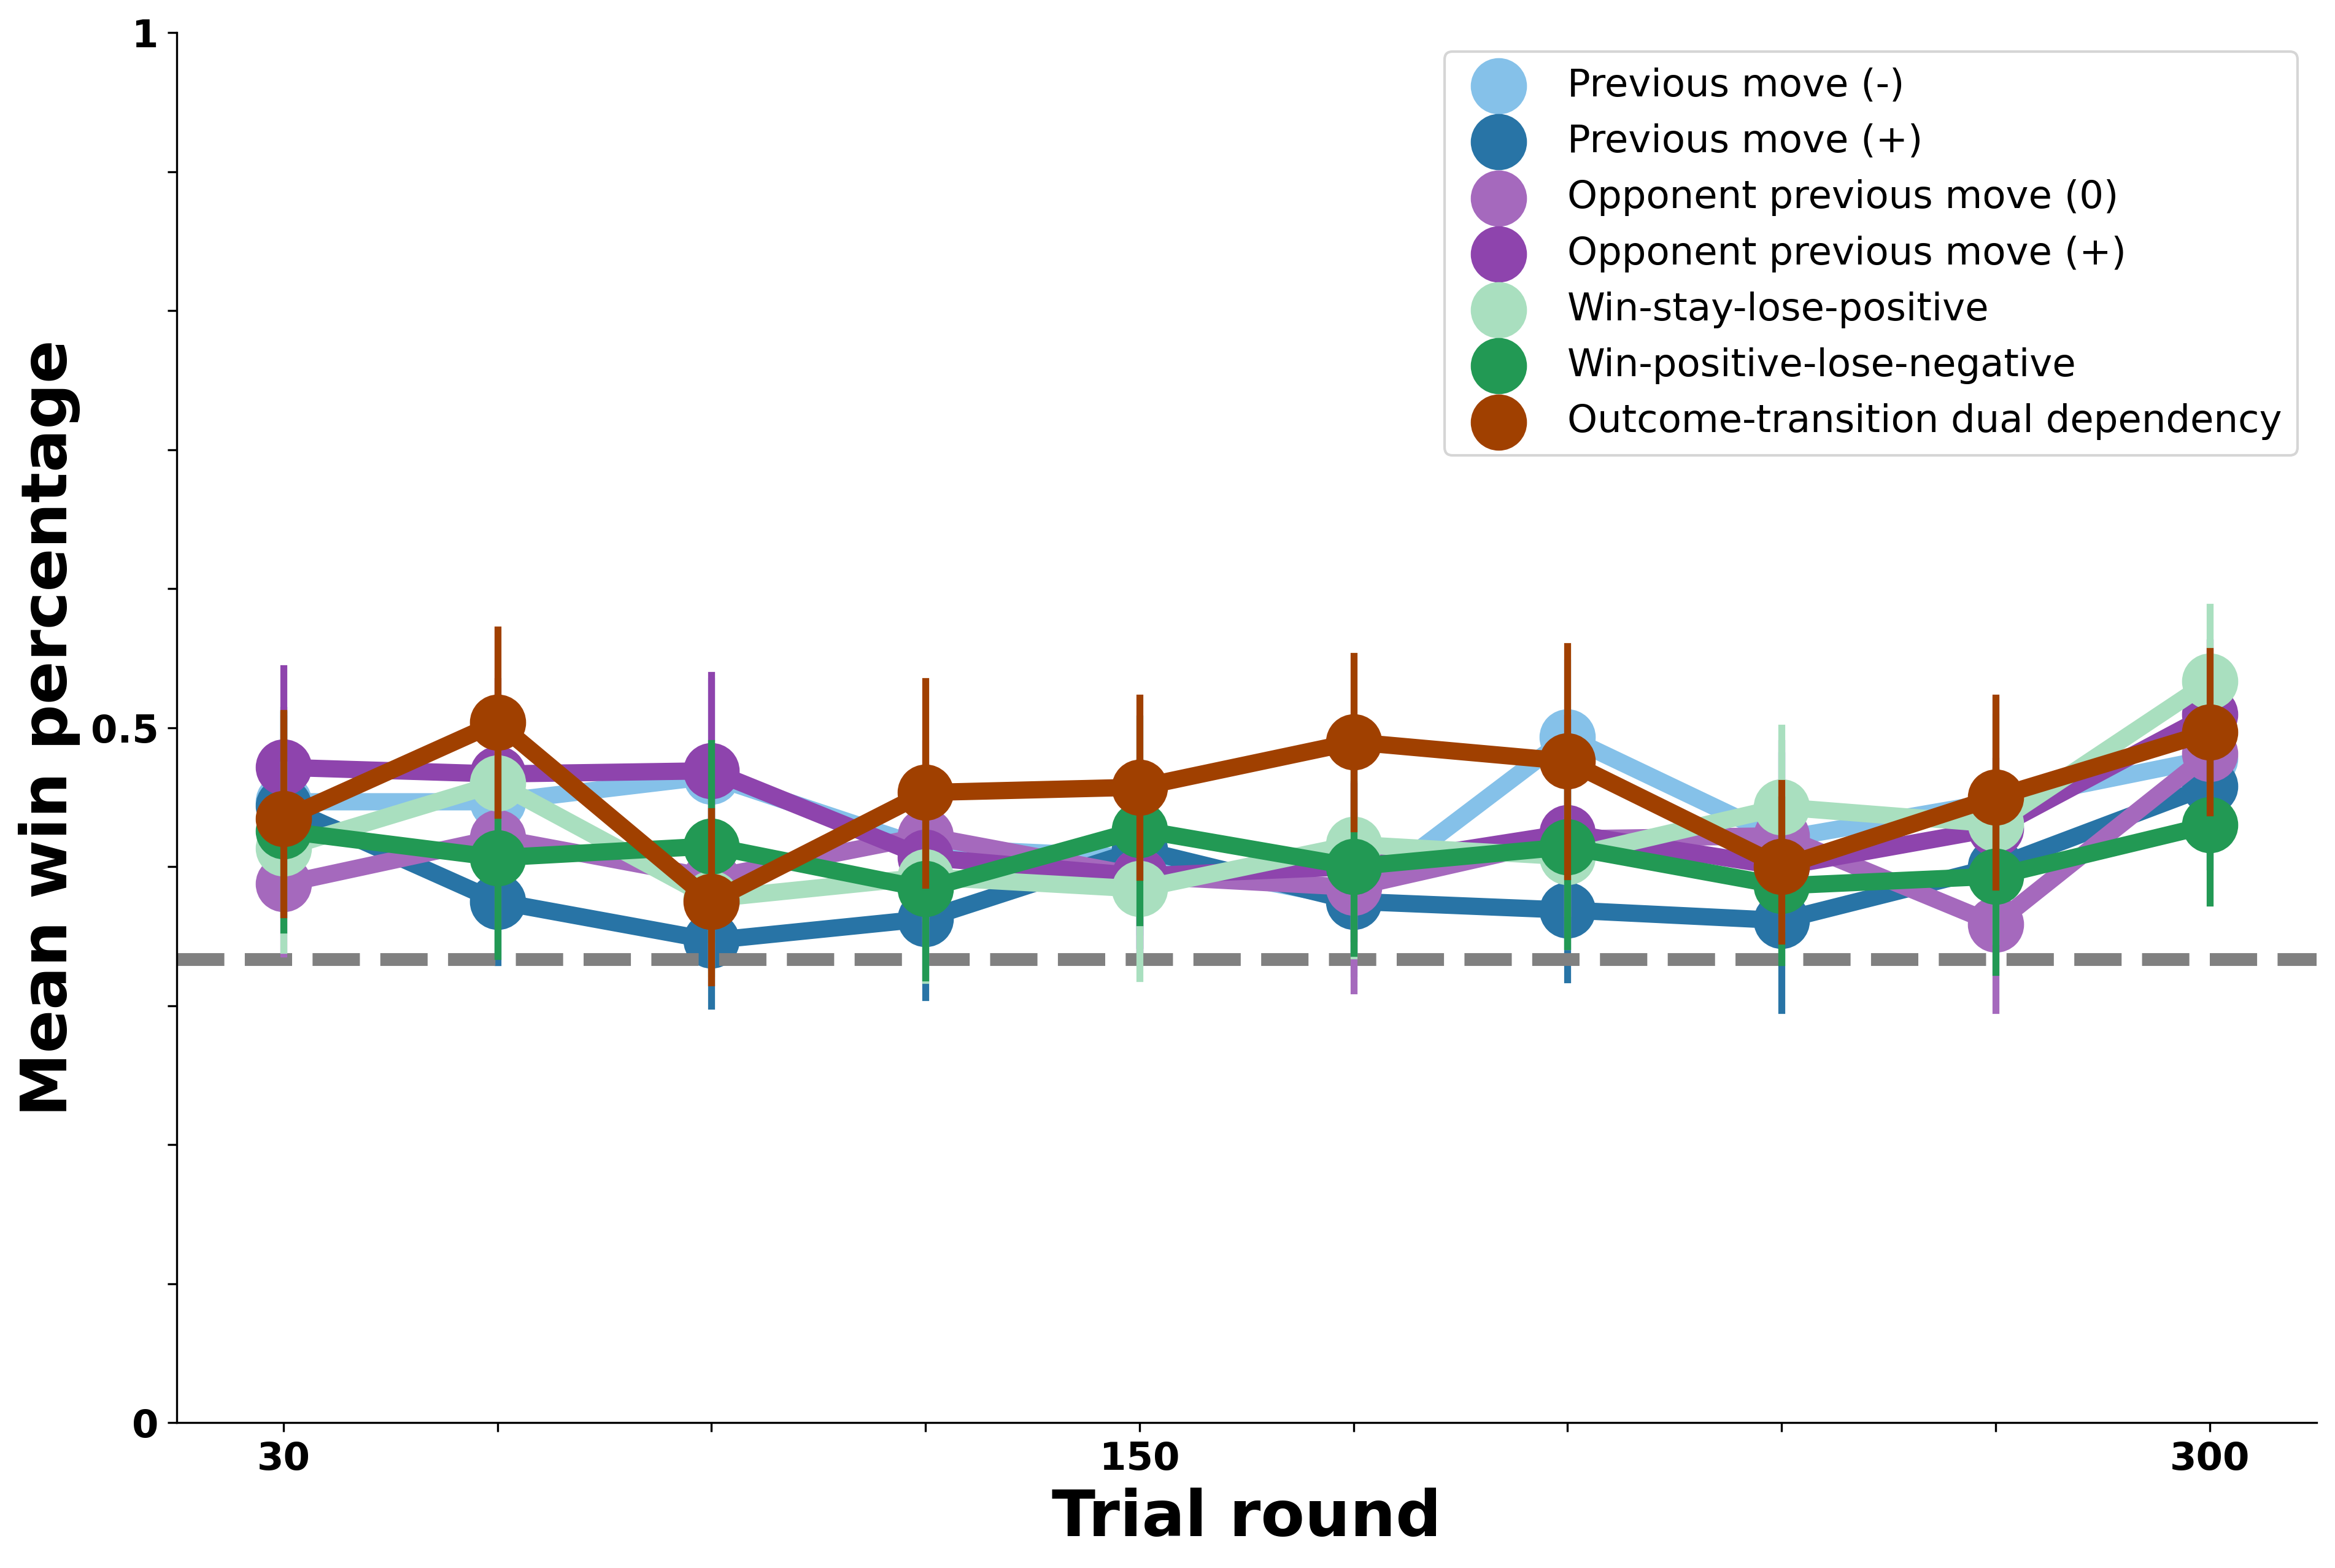 1
Previous move (-)
Previous move (+)
Opponent previous move (0)
Opponent previous move (+)
Win-stay-lose-positive
Win-positive-lose-negative
Outcome-transition dual dependency
Mean win percentage
0.5
0
30
150
300
Trial round